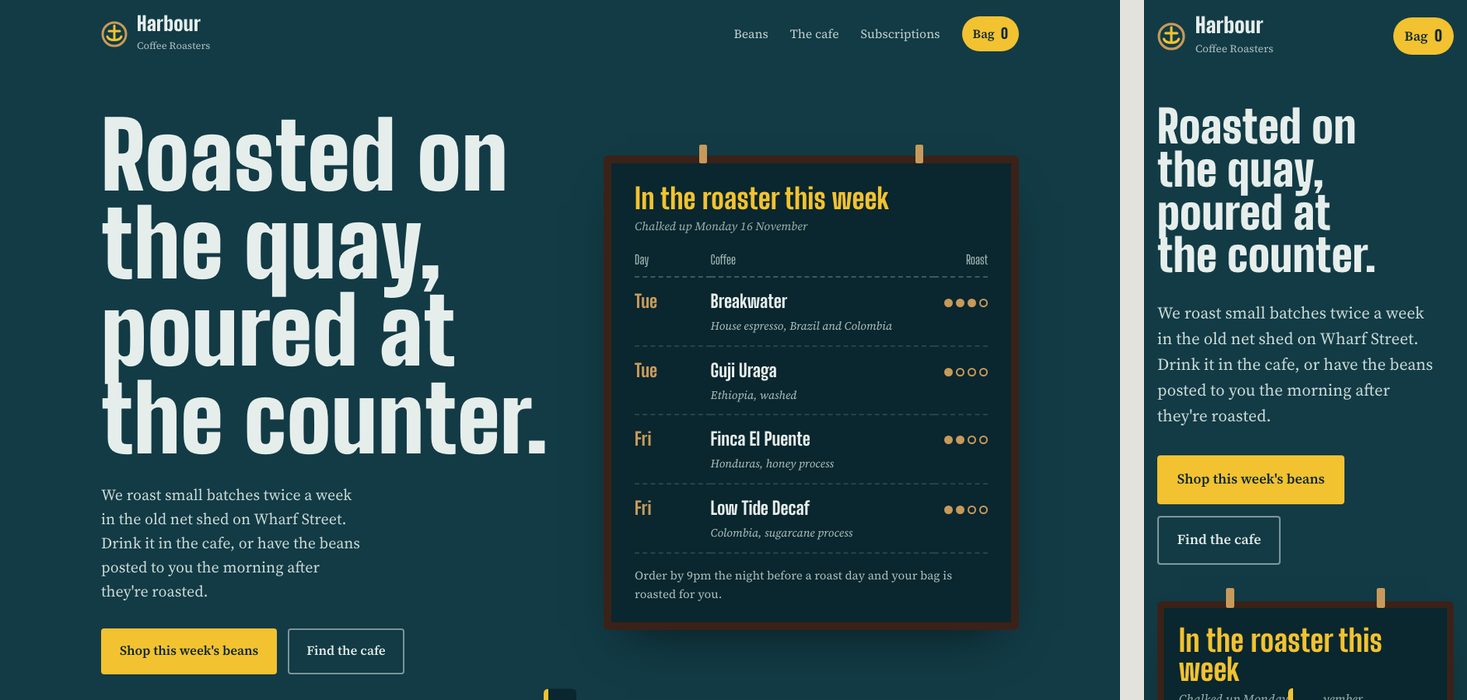 Harbour
Coffee Roasters
Beans
The cafe
Subscriptions
Bag 0
Roasted on
the quay,
poured at
the counter.
We roast small batches twice a week
in the old net shed on Wharf Street.
Drink it in the cafe, or have the beans
posted to you the morning after
they're roasted.
Shop this week's beans
Find the cafe
In the roaster this week
Chalked up Monday 16 November
Day Coffee Roast
Tue Breakwater
House espresso, Brazil and Colombia
Tue Guji Uraga
Ethiopia, washed
Fri Finca El Puente
Honduras, honey process
Fri Low Tide Decaf
Colombia, sugarcane process
Order by 9pm the night before a roast day and your bag is
roasted for you.
Harbour
Coffee Roasters
Bag 0
Roasted on
the quay,
poured at
the counter.
We roast small batches twice a week
in the old net shed on Wharf Street.
Drink it in the cafe, or have the beans
posted to you the morning after
they're roasted.
Shop this week's beans
Find the cafe
In the roaster this
week
Chalked up Monday